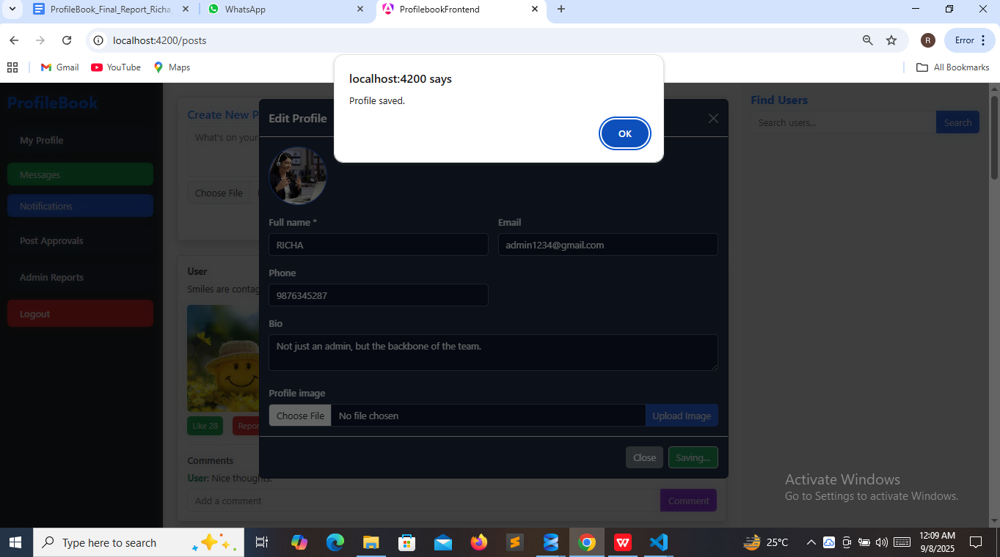 ProfileBook_Final_Report_Richa
WhatsApp
ProfilebookFrontend
localhost:4200/posts
R
Error
Gmail
YouTube
Maps
All Bookmarks
localhost:4200 says
Profile saved.
OK
ProfileBook
My Profile
Messages
Notifications
Post Approvals
Admin Reports
Logout
Create New P
What's on your
Choose File
User
Smiles are contag
Like 28
Repor
Comments
User: Nice thoughts.
Add a comment
Comment
Edit Profile
Full name *
Email
RICHA
admin1234@gmail.com
Phone
9876345287
Bio
Not just an admin, but the backbone of the team.
Profile image
Choose File
No file chosen
Upload Image
Close
Saving...
Find Users
Search users...
Search
Activate Windows
Go to Settings to activate Windows.
Type here to search
25°C
12:09 AM
9/8/2025